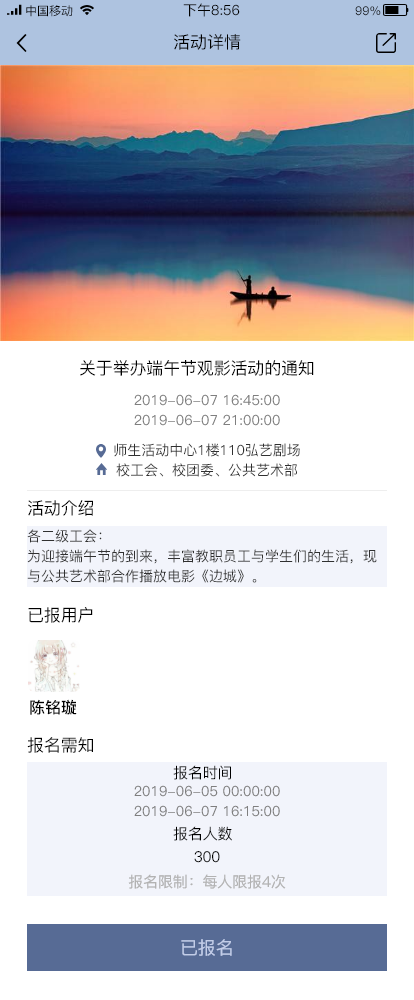 中国移动 下午8:56 99%
活动详情
关于举办端午节观影活动的通知
2019-06-07 16:45:00
2019-06-07 21:00:00
师生活动中心1楼110弘艺剧场
校工会、校团委、公共艺术部
活动介绍
各二级工会：
为迎接端午节的到来，丰富教职员工与学生们的生活，现
与公共艺术部合作播放电影《边城》。
已报用户
陈铭璇
报名需知
报名时间
2019-06-05 00:00:00
2019-06-07 16:15:00
报名人数
300
报名限制：每人限报4次
已报名